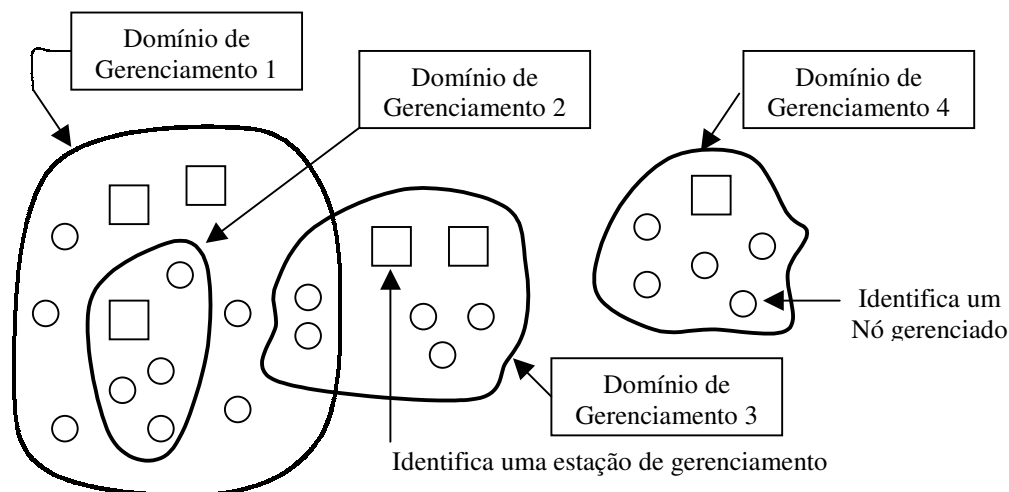 Domínio de
Gerenciamento 1
Domínio de
Gerenciamento 2
Domínio de
Gerenciamento 4
Identifica um
Nó gerenciado
Domínio de
Gerenciamento 3
Identifica uma estação de gerenciamento